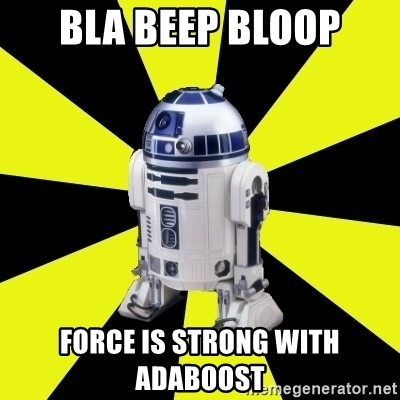 BLA BEEP BLOOP
FORCE IS STRONG WITH
ADABOOST
memegenerator.net